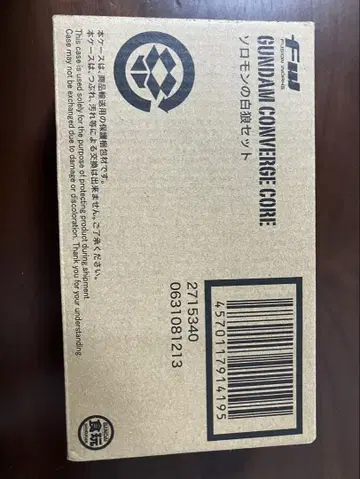 FW
FUSION WORKS
GUNDAM CONVERGE CORE
ソロモンの白狼セット
4570117914195
2715340
0631081213
本ケースは、商品輸送用の保護梱包材です。
本ケースは、つぶれ、汚れ等による交換は出来ません。ご了承ください。
This case is used solely for the purpose of protecting product during shipment.
Case may not be exchanged due to damage or discoloration. Thank you for your understanding.
食玩